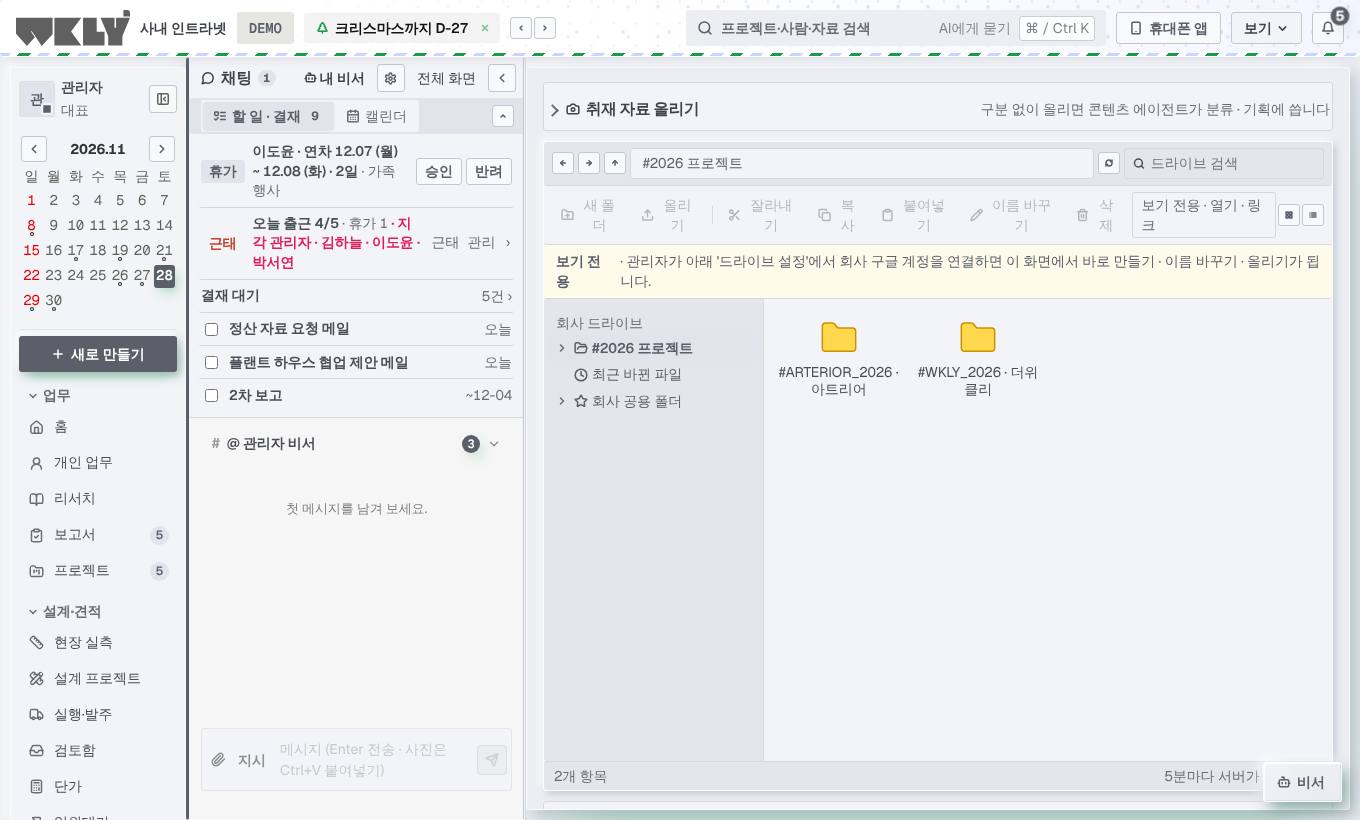 WKLY 사내 인트라넷 DEMO 크리스마스까지 D-27 × ‹ › 프로젝트·사람·자료 검색 AI에게 묻기 ⌘ / Ctrl K 휴대폰 앱 보기 5
관 관리자
대표
2026.11
일 월 화 수 목 금 토
1 2 3 4 5 6 7
8 9 10 11 12 13 14
15 16 17 18 19 20 21
22 23 24 25 26 27 28
29 30
+ 새로 만들기
업무
홈
개인 업무
리서치
보고서 5
프로젝트 5
설계·견적
현장 실측
설계 프로젝트
실행·발주
검토함
단가
채팅 1 내 비서 전체 화면
할 일 · 결재 9 캘린더
휴가 이도윤 · 연차 12.07 (월)
~ 12.08 (화) · 2일 · 가족
행사
승인 반려
근태 오늘 출근 4/5 · 휴가 1 · 지
각 관리자 · 김하늘 · 이도윤 ·
박서연
근태 관리 ›
결재 대기 5건 ›
정산 자료 요청 메일 오늘
플랜트 하우스 협업 제안 메일 오늘
2차 보고 ~12-04
# @ 관리자 비서 3
첫 메시지를 남겨 보세요.
지시 메시지 (Enter 전송 · 사진은
Ctrl+V 붙여넣기)
취재 자료 올리기 구분 없이 올리면 콘텐츠 에이전트가 분류 · 기획에 씁니다
#2026 프로젝트 드라이브 검색
새 폴
더
올리
기
잘라내
기
복
사
붙여넣
기
이름 바꾸
기
삭
제
보기 전용 · 열기 · 링
크
보기 전
용
· 관리자가 아래 '드라이브 설정'에서 회사 구글 계정을 연결하면 이 화면에서 바로 만들기 · 이름 바꾸기 · 올리기가 됩
니다.
회사 드라이브
#2026 프로젝트
최근 바뀐 파일
회사 공용 폴더
#ARTERIOR_2026 ·
아트리어
#WKLY_2026 · 더위
클리
2개 항목 5분마다 서버가
비서